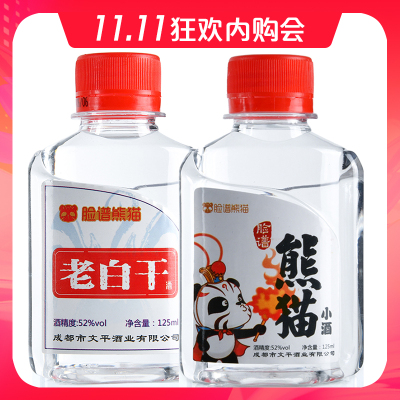 11.11狂欢内购会
脸谱熊猫
老白干
酒
酒精度:52%vol 净含量:125ml
成都市文平酒业有限公司
脸谱熊猫
脸谱
熊猫
小酒
酒精度:52%vol 净含量:125ml
成都市文平酒业有限公司